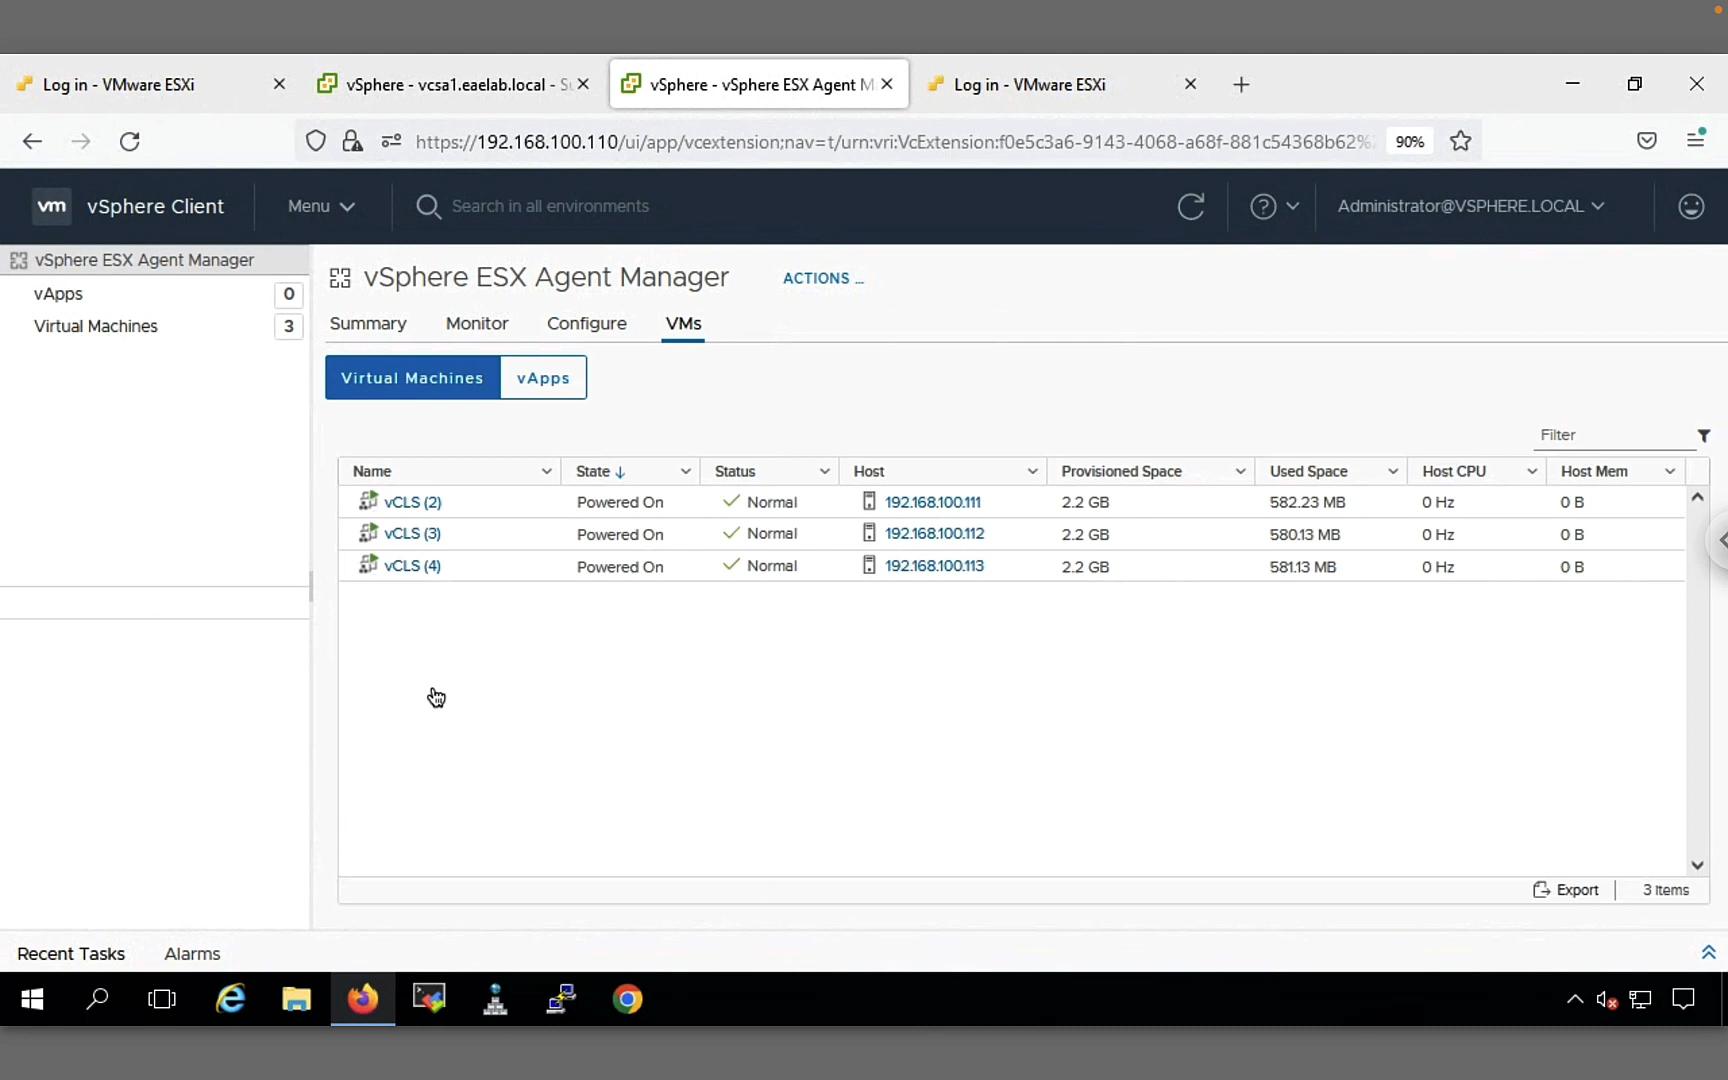 Log in - VMware ESXi
vSphere - vcsa1.eaelab.local - Su
vSphere - vSphere ESX Agent M
Log in - VMware ESXi
https://192.168.100.110/ui/app/vcextension;nav=t/urn:vri:VcExtension:f0e5c3a6-9143-4068-a68f-881c54368b62%2
90%
vm
vSphere Client
Menu
Search in all environments
Administrator@VSPHERE.LOCAL
vSphere ESX Agent Manager
vApps 0
Virtual Machines 3
vSphere ESX Agent Manager
ACTIONS ...
Summary Monitor Configure VMs
Virtual Machines vApps
Filter
Name State Status Host Provisioned Space Used Space Host CPU Host Mem
vCLS (2) Powered On Normal 192.168.100.111 2.2 GB 582.23 MB 0 Hz 0 B
vCLS (3) Powered On Normal 192.168.100.112 2.2 GB 580.13 MB 0 Hz 0 B
vCLS (4) Powered On Normal 192.168.100.113 2.2 GB 581.13 MB 0 Hz 0 B
Export 3 Items
Recent Tasks Alarms